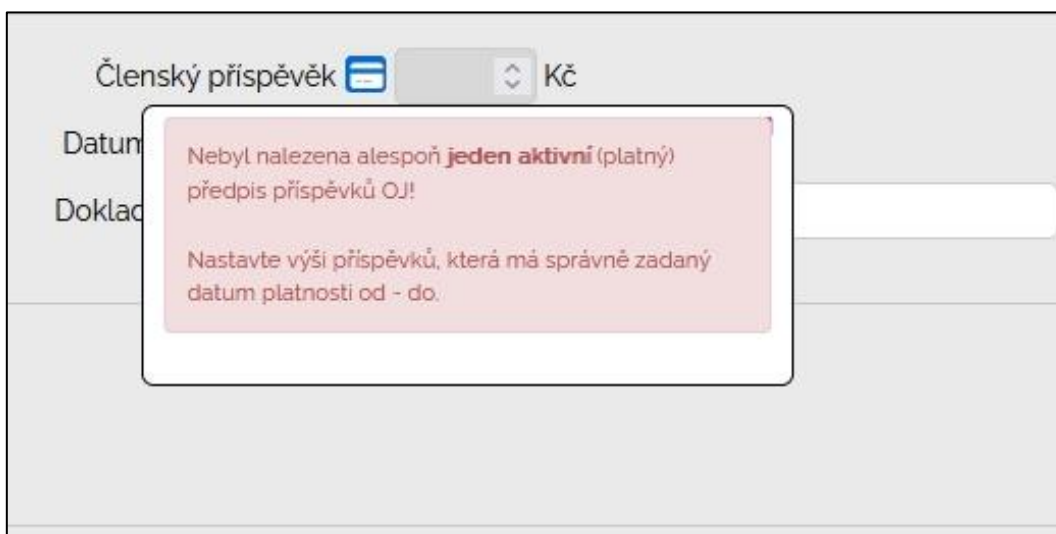 Členský příspěvěk Kč
Datum
Nebyl nalezena alespoň jeden aktivní (platný)
předpis příspěvků OJ!
Doklad
Nastavte výši příspěvků, která má správně zadaný
datum platnosti od - do.